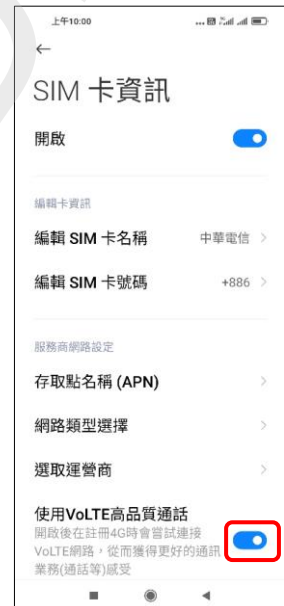 上午10:00
SIM 卡資訊
開啟
編輯卡資訊
編輯 SIM 卡名稱 中華電信
編輯 SIM 卡號碼 +886
服務商網路設定
存取點名稱 (APN)
網路類型選擇
選取運營商
使用VoLTE高品質通話
開啟後在註冊4G時會嘗試連接
VoLTE網路，從而獲得更好的通訊
業務(通話等)感受